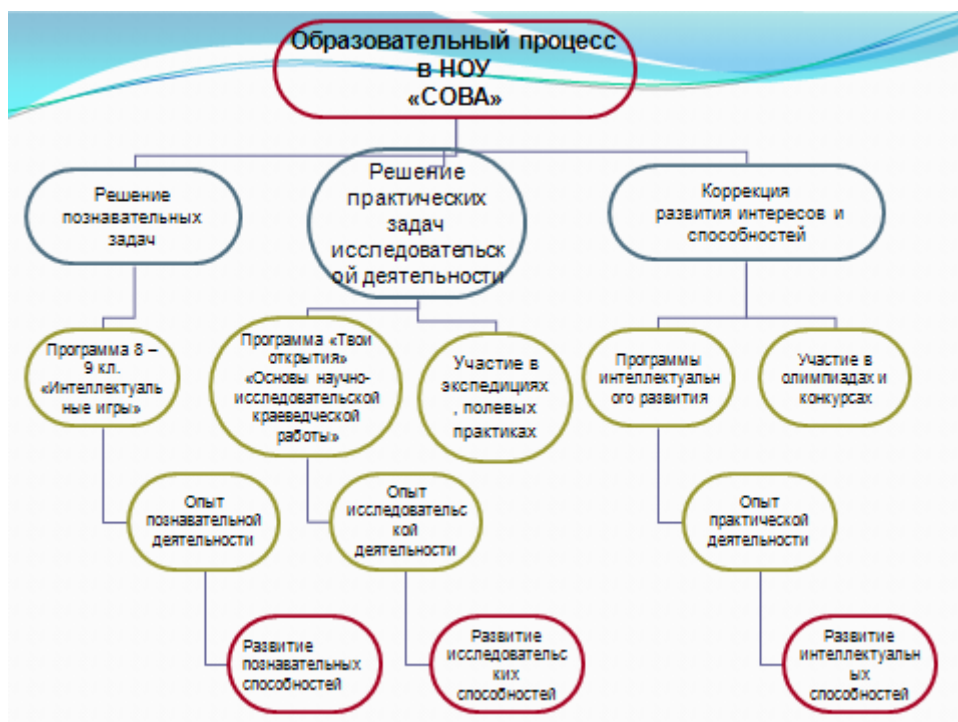 Образовательный процесс
в НОУ
«СОВА»
Решение
познавательных
задач
Решение
практических
задач
исследовательск
ой деятельности
Коррекция
развития интересов и
способностей
Программа 8 –
9 кл.
«Интеллектуаль
ные игры»
Программа «Твои
открытия»
«Основы научно-
исследовательской
краеведческой
работы»
Участие в
экспедициях
, полевых
практиках
Программы
интеллектуальн
ого развития
Участие в
олимпиадах и
конкурсах
Опыт
познавательной
деятельности
Опыт
исследовательс
кой
деятельности
Опыт
практической
деятельности
Развитие
познавательных
способностей
Развитие
исследовательс
ких
способностей
Развитие
интеллектуальн
ых
способностей